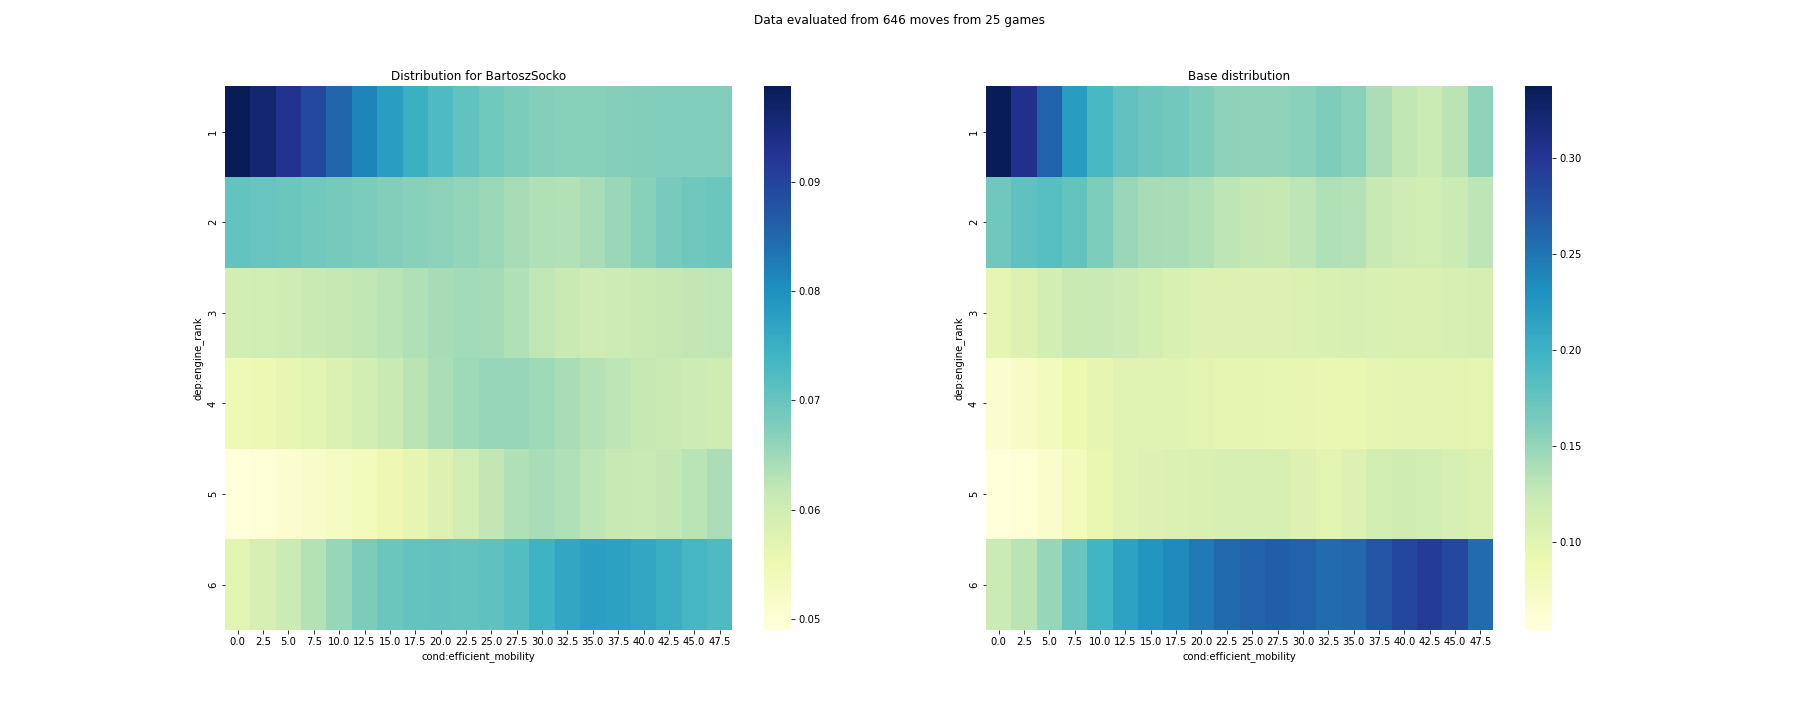 Data evaluated from 646 moves from 25 games
Distribution for BartoszSocko
dep:engine_rank
1
2
3
4
5
6
0.0 2.5 5.0 7.5 10.0 12.5 15.0 17.5 20.0 22.5 25.0 27.5 30.0 32.5 35.0 37.5 40.0 42.5 45.0 47.5
cond:efficient_mobility
0.09
0.08
0.07
0.06
0.05
Base distribution
dep:engine_rank
1
2
3
4
5
6
0.0 2.5 5.0 7.5 10.0 12.5 15.0 17.5 20.0 22.5 25.0 27.5 30.0 32.5 35.0 37.5 40.0 42.5 45.0 47.5
cond:efficient_mobility
0.30
0.25
0.20
0.15
0.10